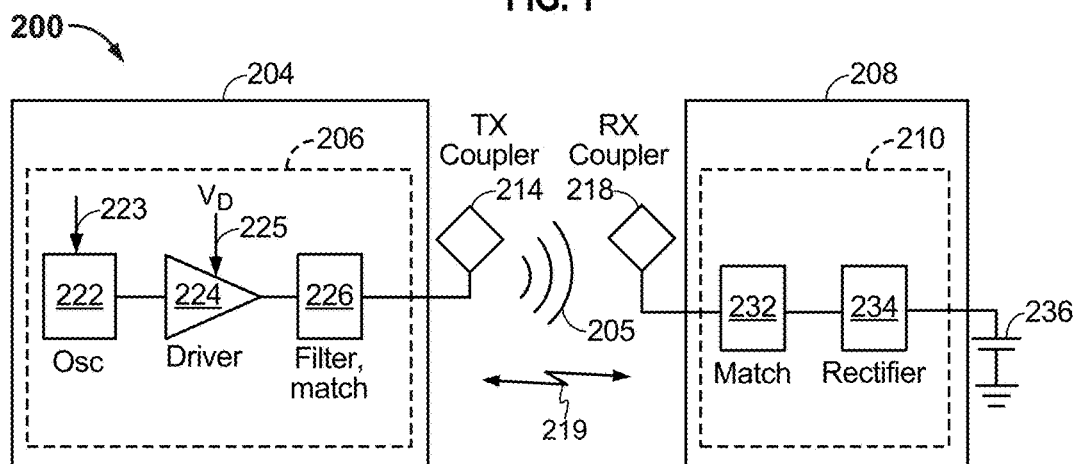 FIG. 1
200
204
208
TX
Coupler
RX
Coupler
206
210
214
218
223
V_D
225
222
224
226
232
234
236
205
Osc
Driver
Filter,
match
Match
Rectifier
219